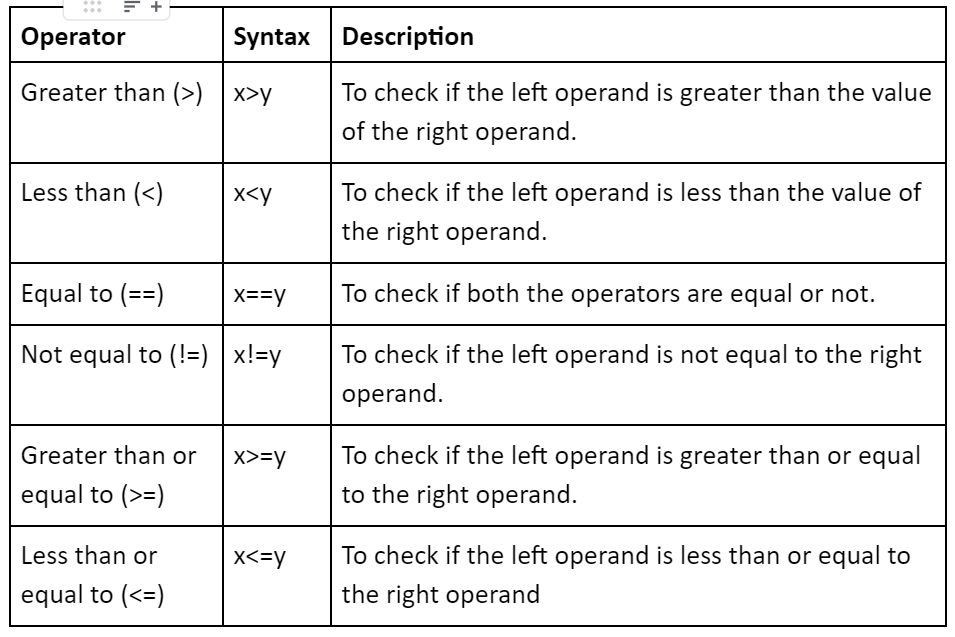 Operator Syntax Description
Greater than (>) x>y To check if the left operand is greater than the value
of the right operand.
Less than (<) x<y To check if the left operand is less than the value of
the right operand.
Equal to (==) x==y To check if both the operators are equal or not.
Not equal to (!=) x!=y To check if the left operand is not equal to the right
operand.
Greater than or x>=y To check if the left operand is greater than or equal
equal to (>=) to the right operand.
Less than or x<=y To check if the left operand is less than or equal to
equal to (<=) the right operand